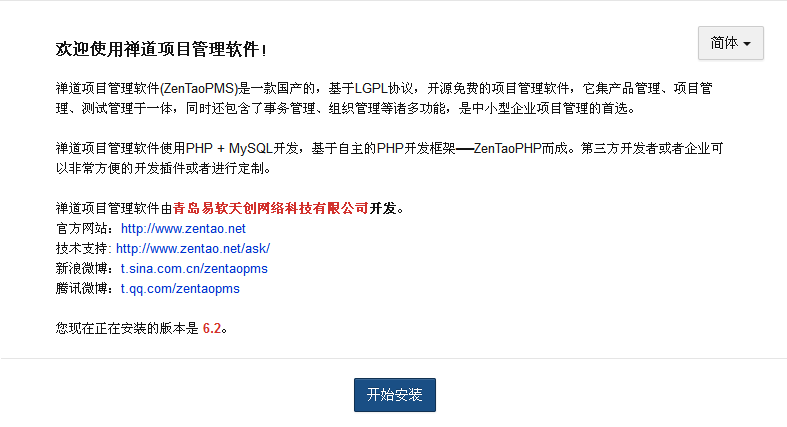 欢迎使用禅道项目管理软件！
简体
禅道项目管理软件(ZenTaoPMS)是一款国产的，基于LGPL协议，开源免费的项目管理软件，它集产品管理、项目管
理、测试管理于一体，同时还包含了事务管理、组织管理等诸多功能，是中小型企业项目管理的首选。
禅道项目管理软件使用PHP + MySQL开发，基于自主的PHP开发框架──ZenTaoPHP而成。第三方开发者或者企业可
以非常方便的开发插件或者进行定制。
禅道项目管理软件由青岛易软天创网络科技有限公司开发。
官方网站：http://www.zentao.net
技术支持: http://www.zentao.net/ask/
新浪微博：t.sina.com.cn/zentaopms
腾讯微博：t.qq.com/zentaopms
您现在正在安装的版本是 6.2。
开始安装